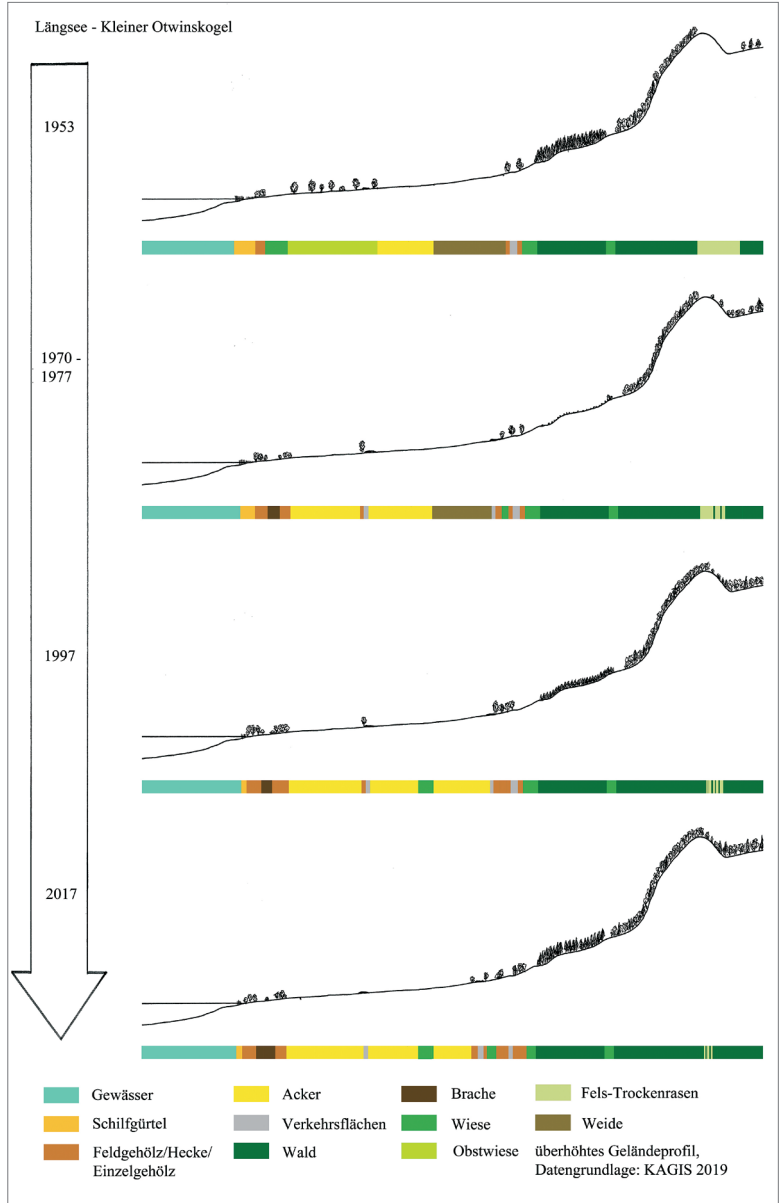 Längsee - Kleiner Otwinskogel
1953
1970 -
1977
1997
2017
Gewässer
Acker
Brache
Fels-Trockenrasen
Schilfgürtel
Verkehrsflächen
Wiese
Weide
Feldgehölz/Hecke/
Einzelgehölz
Wald
Obstwiese
überhöhtes Geländeprofil,
Datengrundlage: KAGIS 2019